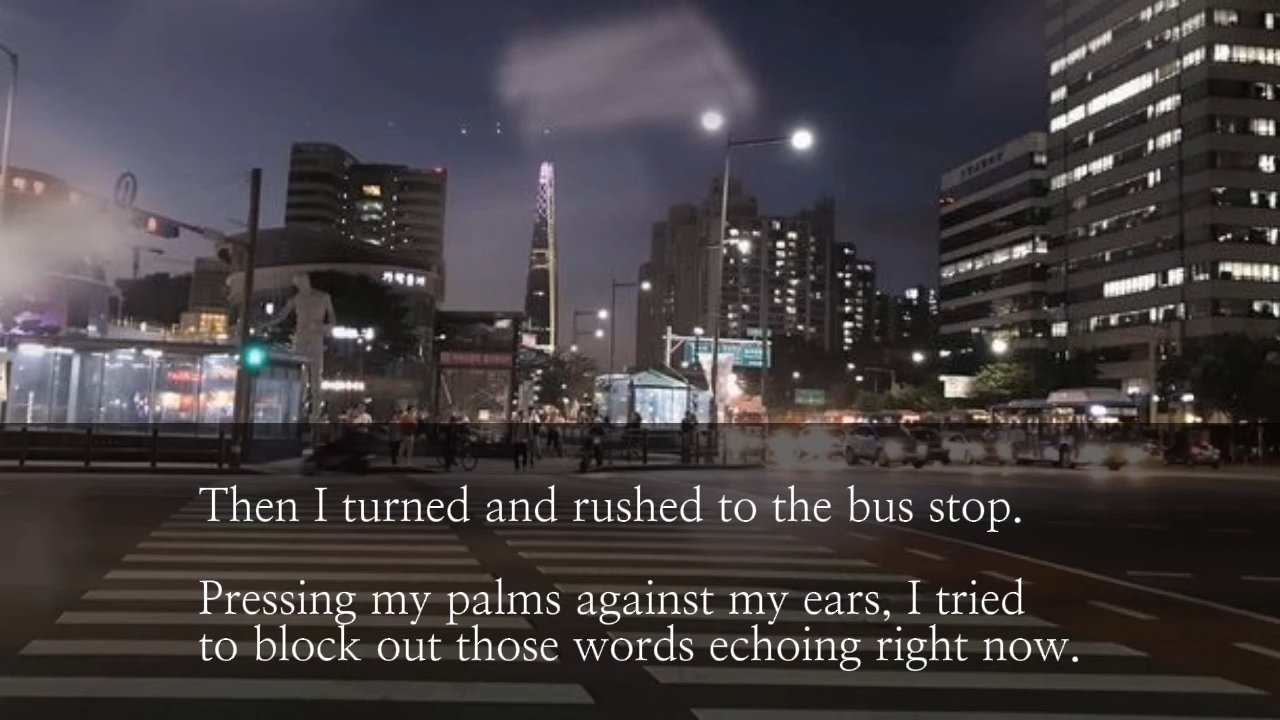 Then I turned and rushed to the bus stop.
Pressing my palms against my ears, I tried
to block out those words echoing right now.